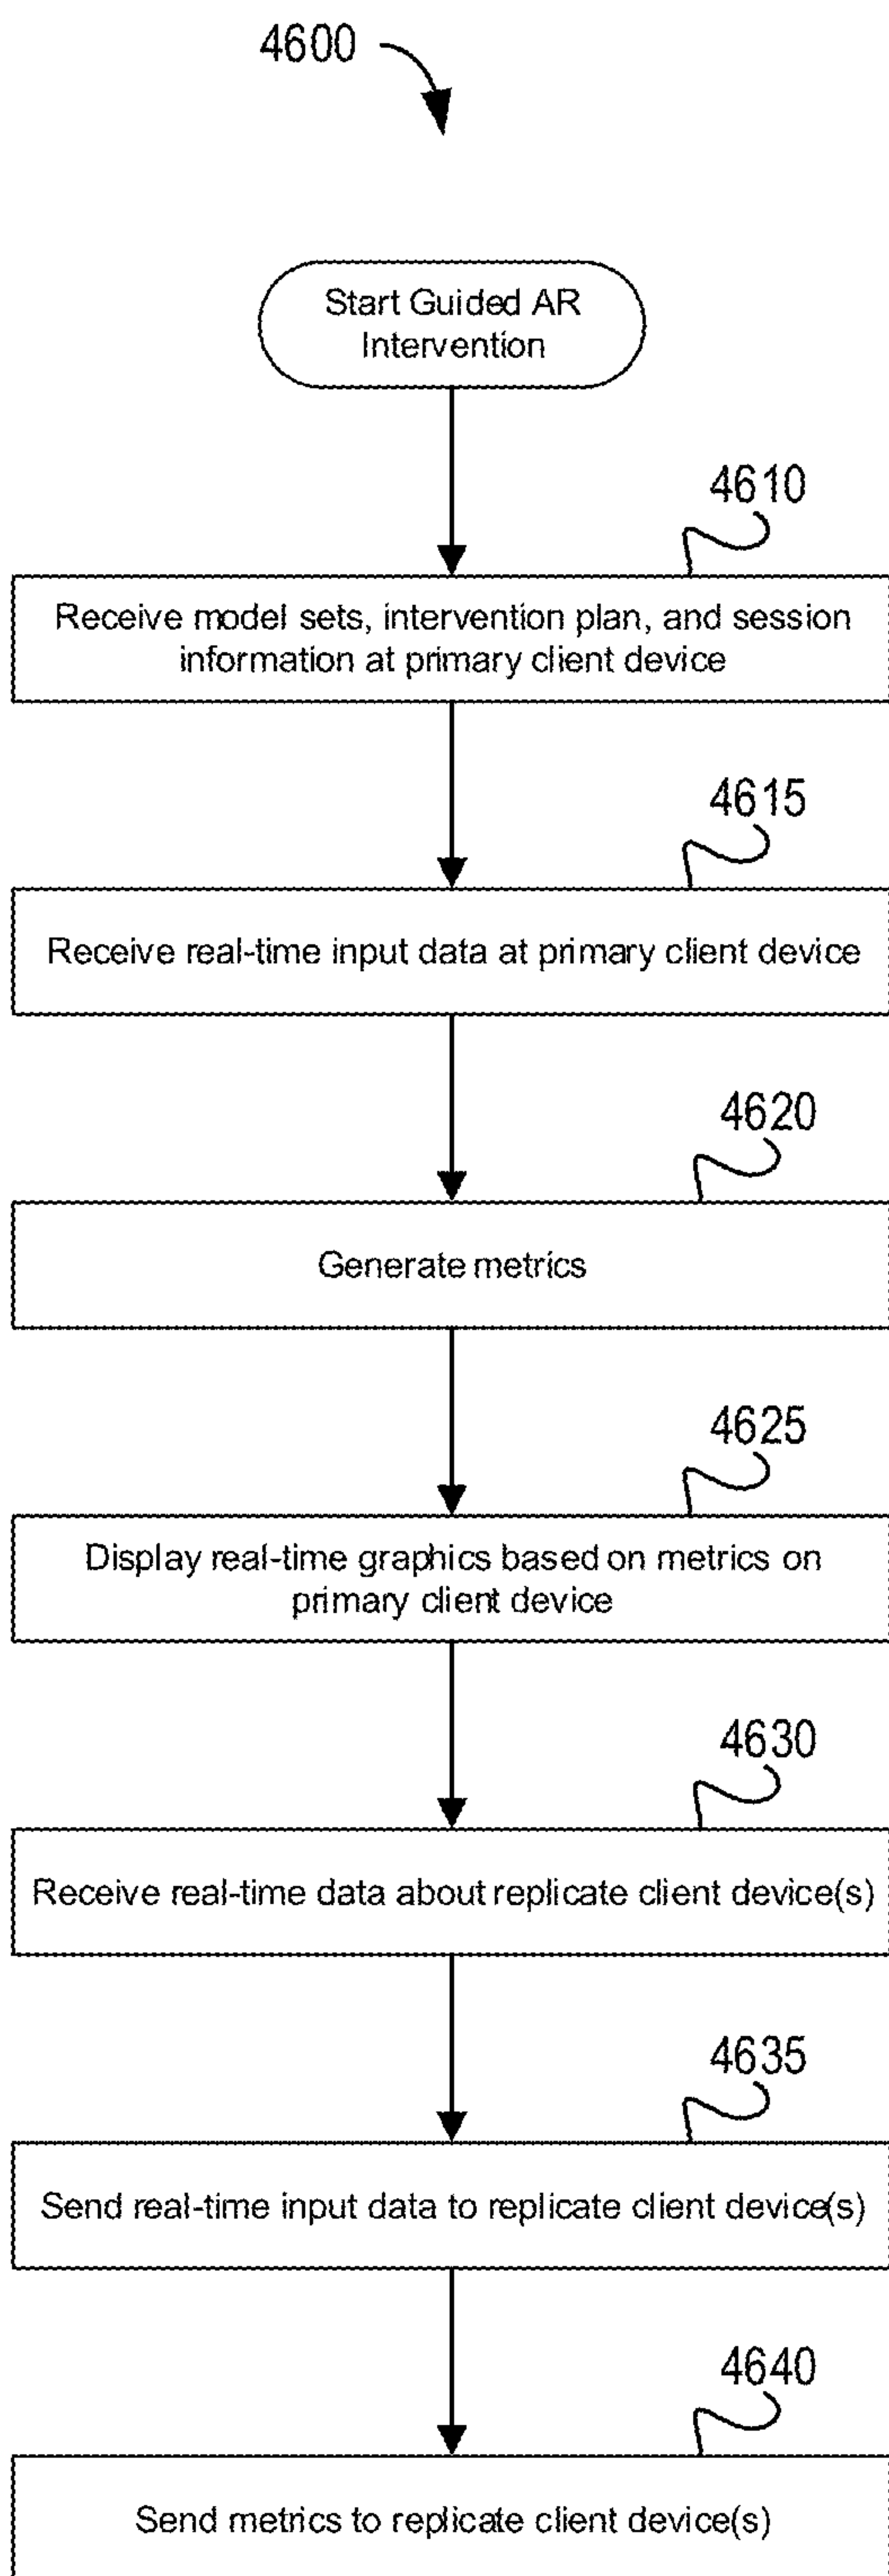 4600
Start Guided AR
Intervention
4610
Receive model sets, intervention plan, and session
information at primary client device
4615
Receive real-time input data at primary client device
4620
Generate metrics
4625
Display real-time graphics based on metrics on
primary client device
4630
Receive real-time data about replicate client device(s)
4635
Send real-time input data to replicate client device(s)
4640
Send metrics to replicate client device(s)